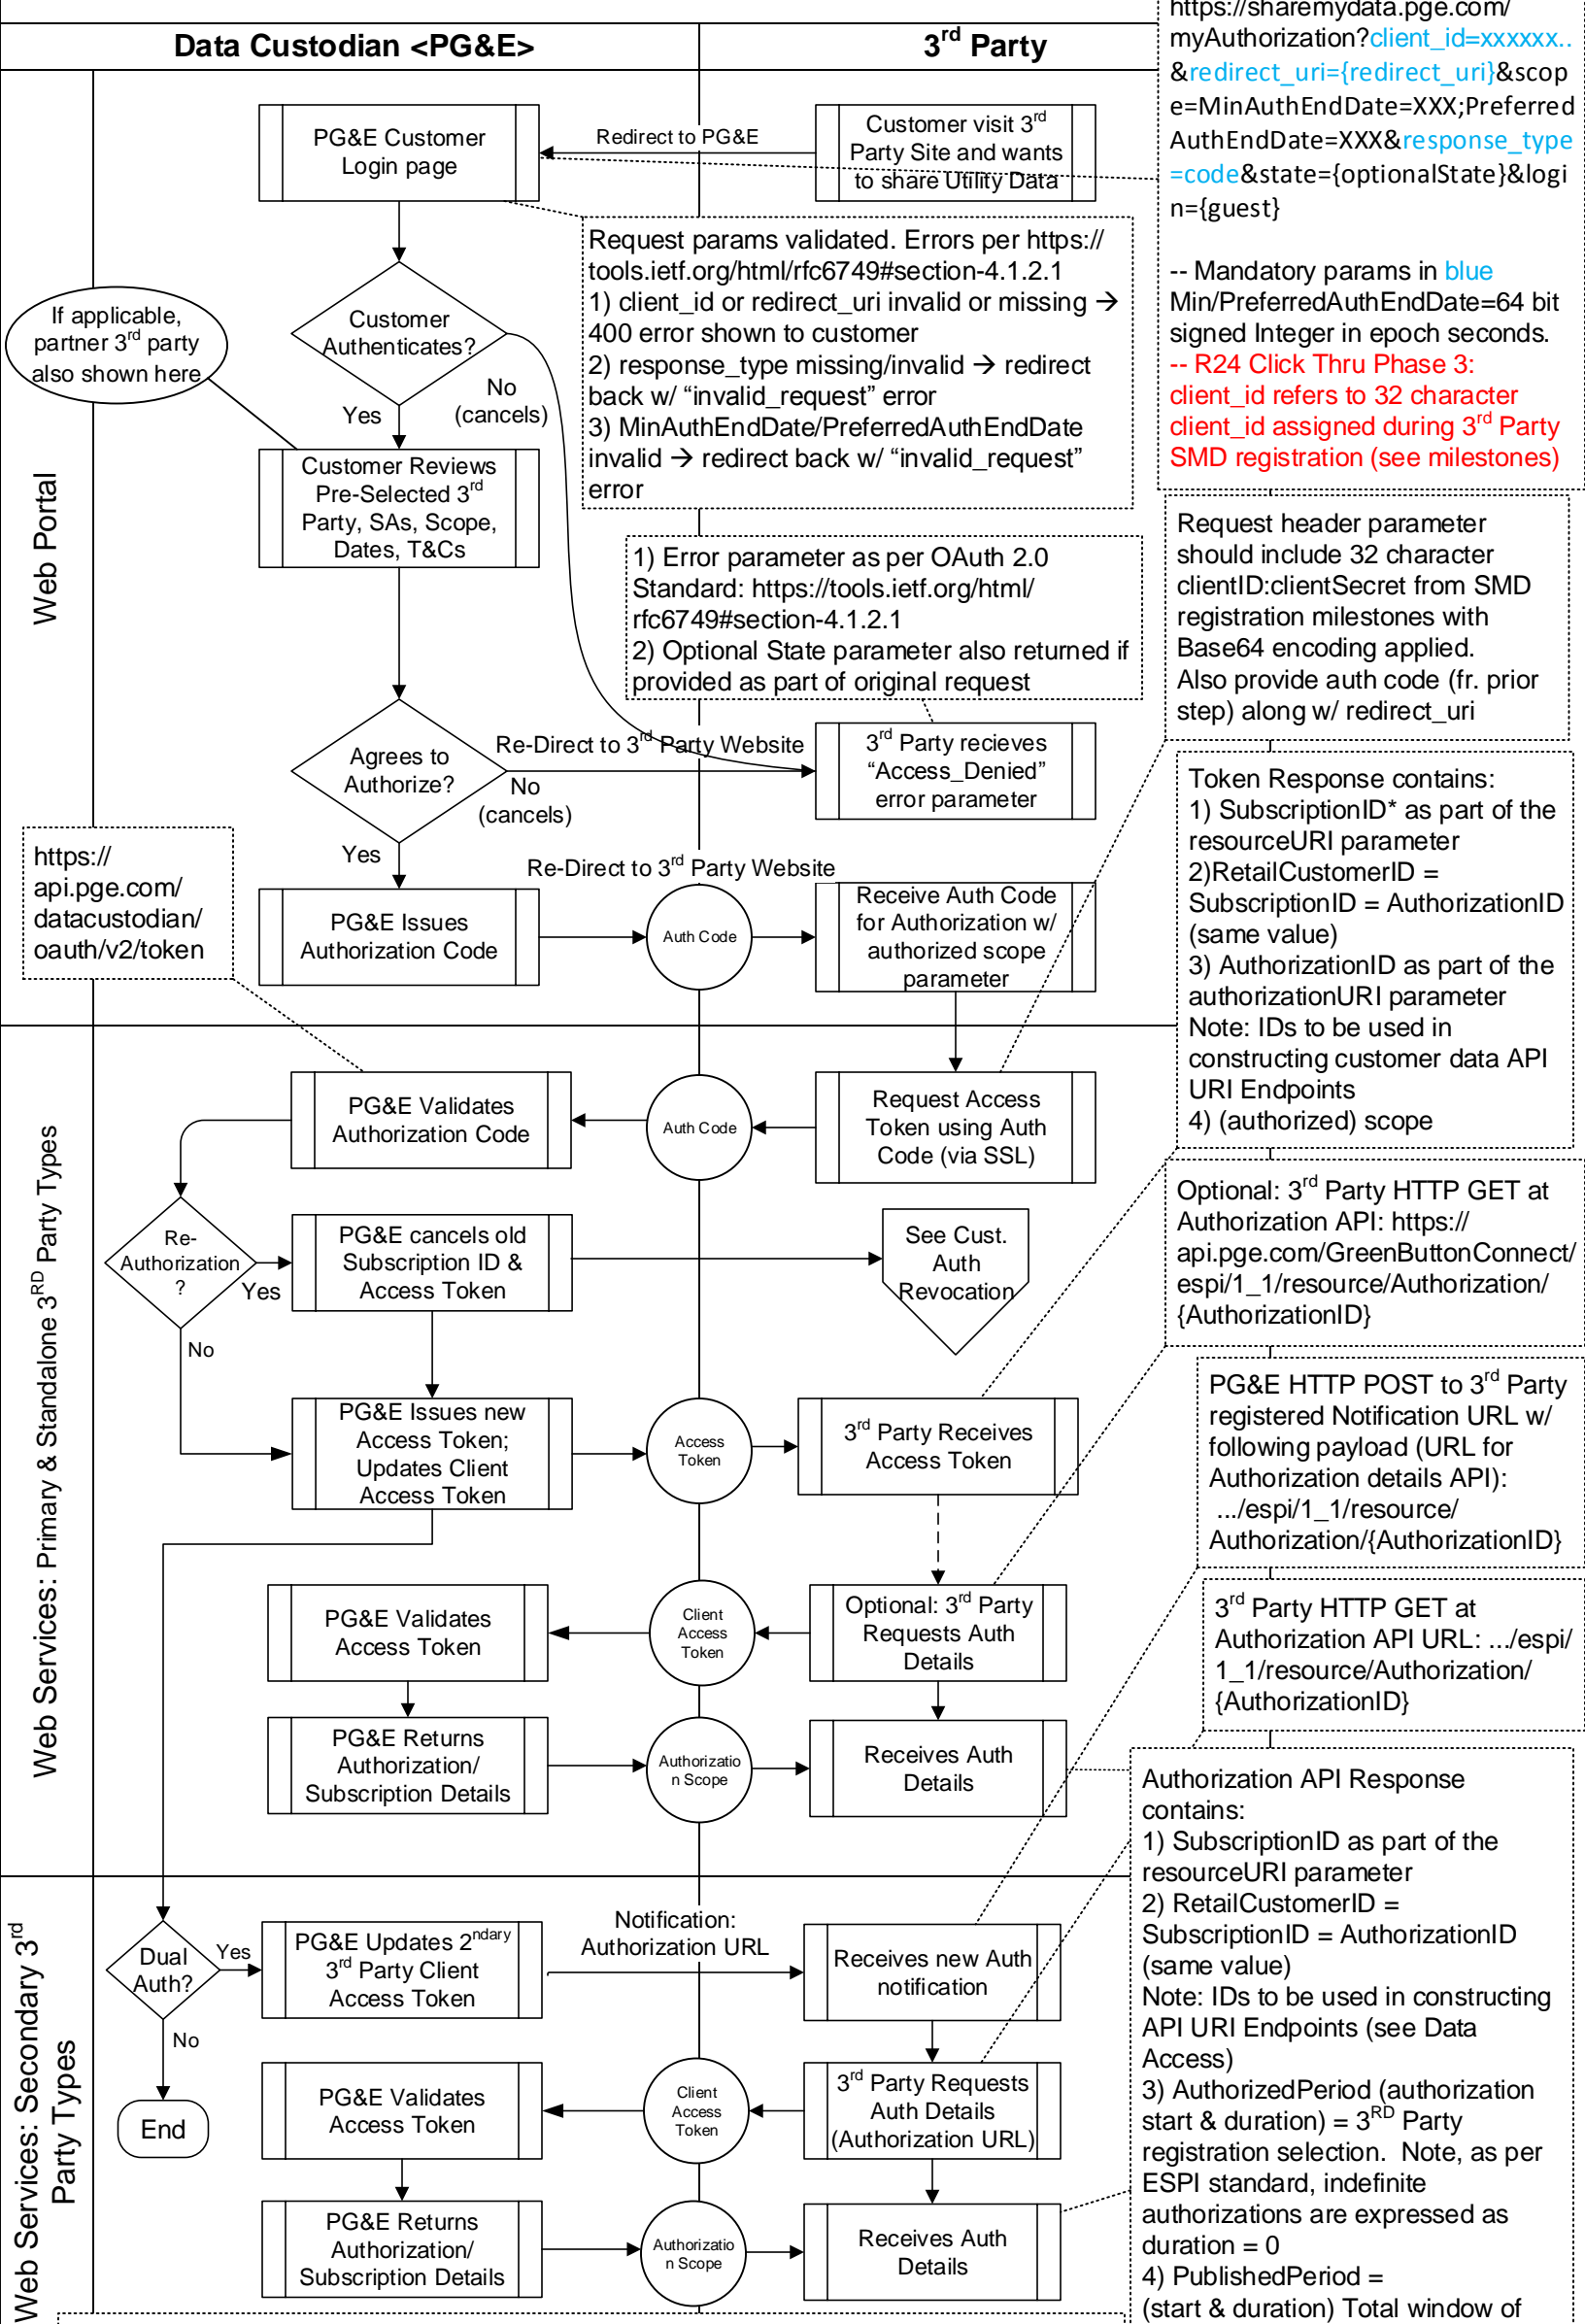 Data Custodian <PG&E>
3rd Party
https://sharemydata.pge.com/
myAuthorization?client_id=xxxxxx..
&redirect_uri={redirect_uri}&scop
e=MinAuthEndDate=XXX;Preferred
AuthEndDate=XXX&response_type
=code&state={optionalState}&logi
n={guest}
-- Mandatory params in blue
Min/PreferredAuthEndDate=64 bit
signed Integer in epoch seconds.
-- R24 Click Thru Phase 3:
client_id refers to 32 character
client_id assigned during 3rd Party
SMD registration (see milestones)
Web Portal
PG&E Customer
Login page
Redirect to PG&E
Customer visit 3rd
Party Site and wants
to share Utility Data
Request params validated. Errors per https://
tools.ietf.org/html/rfc6749#section-4.1.2.1
1) client_id or redirect_uri invalid or missing →
400 error shown to customer
2) response_type missing/invalid → redirect
back w/ “invalid_request” error
3) MinAuthEndDate/PreferredAuthEndDate
invalid → redirect back w/ “invalid_request”
error
If applicable,
partner 3rd party
also shown here
Customer
Authenticates?
No
(cancels)
Yes
Customer Reviews
Pre-Selected 3rd
Party, SAs, Scope,
Dates, T&Cs
1) Error parameter as per OAuth 2.0
Standard: https://tools.ietf.org/html/
rfc6749#section-4.1.2.1
2) Optional State parameter also returned if
provided as part of original request
Request header parameter
should include 32 character
clientID:clientSecret from SMD
registration milestones with
Base64 encoding applied.
Also provide auth code (fr. prior
step) along w/ redirect_uri
Agrees to
Authorize?
Re-Direct to 3rd Party Website
No
(cancels)
3rd Party recieves
“Access_Denied”
error parameter
Yes
https://
api.pge.com/
datacustodian/
oauth/v2/token
Re-Direct to 3rd Party Website
PG&E Issues
Authorization Code
Auth Code
Receive Auth Code
for Authorization w/
authorized scope
parameter
Token Response contains:
1) SubscriptionID* as part of the
resourceURI parameter
2)RetailCustomerID =
SubscriptionID = AuthorizationID
(same value)
3) AuthorizationID as part of the
authorizationURI parameter
Note: IDs to be used in
constructing customer data API
URI Endpoints
4) (authorized) scope
Web Services: Primary & Standalone 3RD Party Types
PG&E Validates
Authorization Code
Auth Code
Request Access
Token using Auth
Code (via SSL)
Re-
Authorization
?
Yes
No
PG&E cancels old
Subscription ID &
Access Token
See Cust.
Auth
Revocation
Optional: 3rd Party HTTP GET at
Authorization API: https://
api.pge.com/GreenButtonConnect/
espi/1_1/resource/Authorization/
{AuthorizationID}
PG&E Issues new
Access Token;
Updates Client
Access Token
Access
Token
3rd Party Receives
Access Token
PG&E HTTP POST to 3rd Party
registered Notification URL w/
following payload (URL for
Authorization details API):
.../espi/1_1/resource/
Authorization/{AuthorizationID}
PG&E Validates
Access Token
Client
Access
Token
Optional: 3rd Party
Requests Auth
Details
3rd Party HTTP GET at
Authorization API URL: .../espi/
1_1/resource/Authorization/
{AuthorizationID}
PG&E Returns
Authorization/
Subscription Details
Authorizatio
n Scope
Receives Auth
Details
Authorization API Response
contains:
1) SubscriptionID as part of the
resourceURI parameter
2) RetailCustomerID =
SubscriptionID = AuthorizationID
(same value)
Note: IDs to be used in constructing
API URI Endpoints (see Data
Access)
3) AuthorizedPeriod (authorization
start & duration) = 3RD Party
registration selection.  Note, as per
ESPI standard, indefinite
authorizations are expressed as
duration = 0
4) PublishedPeriod =
(start & duration) Total window of
Web Services: Secondary 3rd
Party Types
Dual
Auth?
Yes
No
End
PG&E Updates 2ndary
3rd Party Client
Access Token
Notification:
Authorization URL
Receives new Auth
notification
PG&E Validates
Access Token
Client
Access
Token
3rd Party Requests
Auth Details
(Authorization URL)
PG&E Returns
Authorization/
Subscription Details
Authorizatio
n Scope
Receives Auth
Details